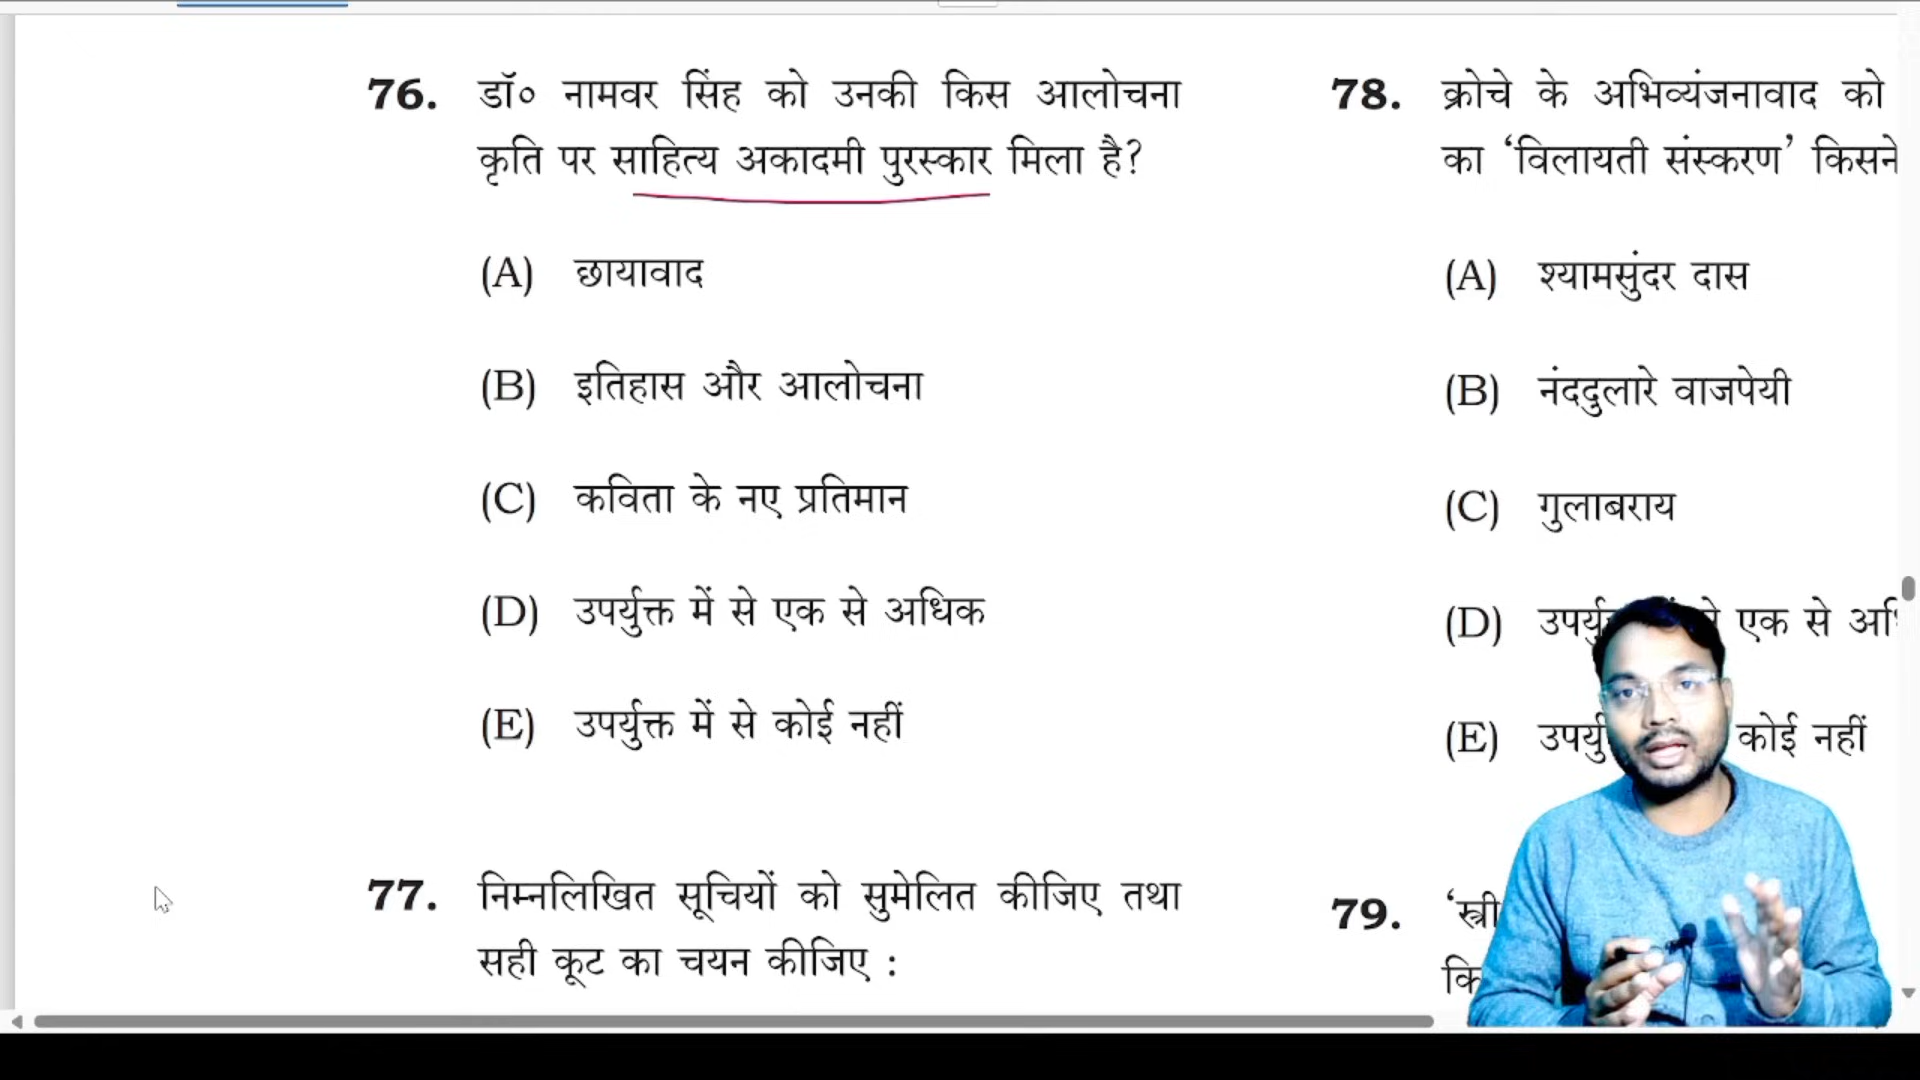 76. डॉ० नामवर सिंह को उनकी किस आलोचना
कृति पर साहित्य अकादमी पुरस्कार मिला है?
(A) छायावाद
(B) इतिहास और आलोचना
(C) कविता के नए प्रतिमान
(D) उपर्युक्त में से एक से अधिक
(E) उपर्युक्त में से कोई नहीं
77. निम्नलिखित सूचियों को सुमेलित कीजिए तथा
सही कूट का चयन कीजिए :
78. क्रोचे के अभिव्यंजनावाद को
का ‘विलायती संस्करण’ किसने
(A) श्यामसुंदर दास
(B) नंददुलारे वाजपेयी
(C) गुलाबराय
(D) एक से
(E) कोई नहीं
79. ‘स्त्री